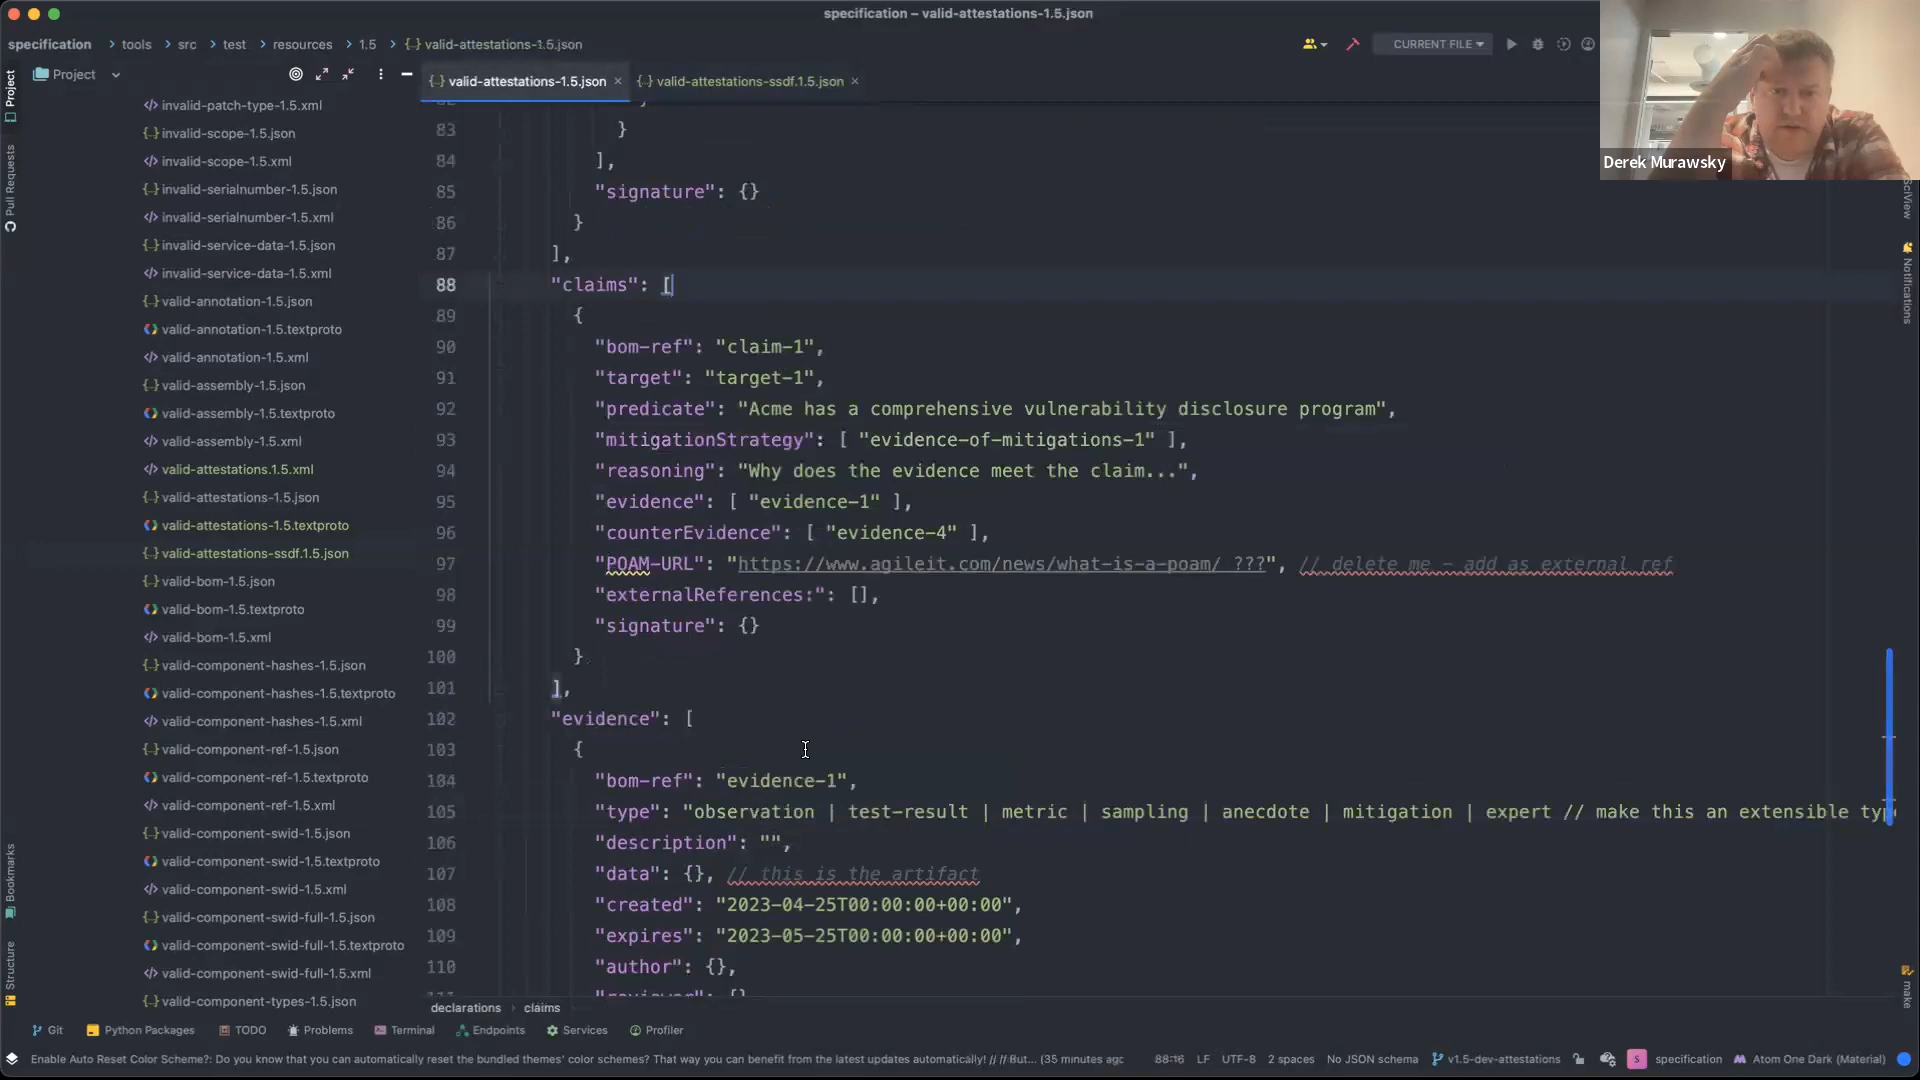 specification – valid-attestations-1.5.json
specification > tools > src > test > resources > 1.5 > {} valid-attestations-1.5.json
CURRENT FILE
Project
valid-attestations-1.5.json
valid-attestations-ssdf.1.5.json
Project
Pull Requests
Bookmarks
Structure
invalid-patch-type-1.5.xml
invalid-scope-1.5.json
invalid-scope-1.5.xml
invalid-serialnumber-1.5.json
invalid-serialnumber-1.5.xml
invalid-service-data-1.5.json
invalid-service-data-1.5.xml
valid-annotation-1.5.json
valid-annotation-1.5.textproto
valid-annotation-1.5.xml
valid-assembly-1.5.json
valid-assembly-1.5.textproto
valid-assembly-1.5.xml
valid-attestations.1.5.xml
valid-attestations-1.5.json
valid-attestations-1.5.textproto
valid-attestations-ssdf.1.5.json
valid-bom-1.5.json
valid-bom-1.5.textproto
valid-bom-1.5.xml
valid-component-hashes-1.5.json
valid-component-hashes-1.5.textproto
valid-component-hashes-1.5.xml
valid-component-ref-1.5.json
valid-component-ref-1.5.textproto
valid-component-ref-1.5.xml
valid-component-swid-1.5.json
valid-component-swid-1.5.textproto
valid-component-swid-1.5.xml
valid-component-swid-full-1.5.json
valid-component-swid-full-1.5.textproto
valid-component-swid-full-1.5.xml
valid-component-types-1.5.json
83 }
84 ],
85 "signature": {}
86 }
87 ],
88 "claims": [
89 {
90 "bom-ref": "claim-1",
91 "target": "target-1",
92 "predicate": "Acme has a comprehensive vulnerability disclosure program",
93 "mitigationStrategy": [ "evidence-of-mitigations-1" ],
94 "reasoning": "Why does the evidence meet the claim...",
95 "evidence": [ "evidence-1" ],
96 "counterEvidence": [ "evidence-4" ],
97 "POAM-URL": "https://www.agileit.com/news/what-is-a-poam/ ???", // delete me - add as external ref
98 "externalReferences:": [],
99 "signature": {}
100 }
101 ],
102 "evidence": [
103 {
104 "bom-ref": "evidence-1",
105 "type": "observation | test-result | metric | sampling | anecdote | mitigation | expert // make this an extensible typ
106 "description": "",
107 "data": {}, // this is the artifact
108 "created": "2023-04-25T00:00:00+00:00",
109 "expires": "2023-05-25T00:00:00+00:00",
110 "author": {},
declarations > claims
Derek Murawsky
SciView
Notifications
make
Git
Python Packages
TODO
Problems
Terminal
Endpoints
Services
Profiler
Enable Auto Reset Color Scheme?: Do you know that you can automatically reset the bundled themes' color schemes? That way you can benefit from the latest updates automatically! // // But... (35 minutes agc
88:16 LF UTF-8 2 spaces No JSON schema v1.5-dev-attestations S specification Atom One Dark (Material)